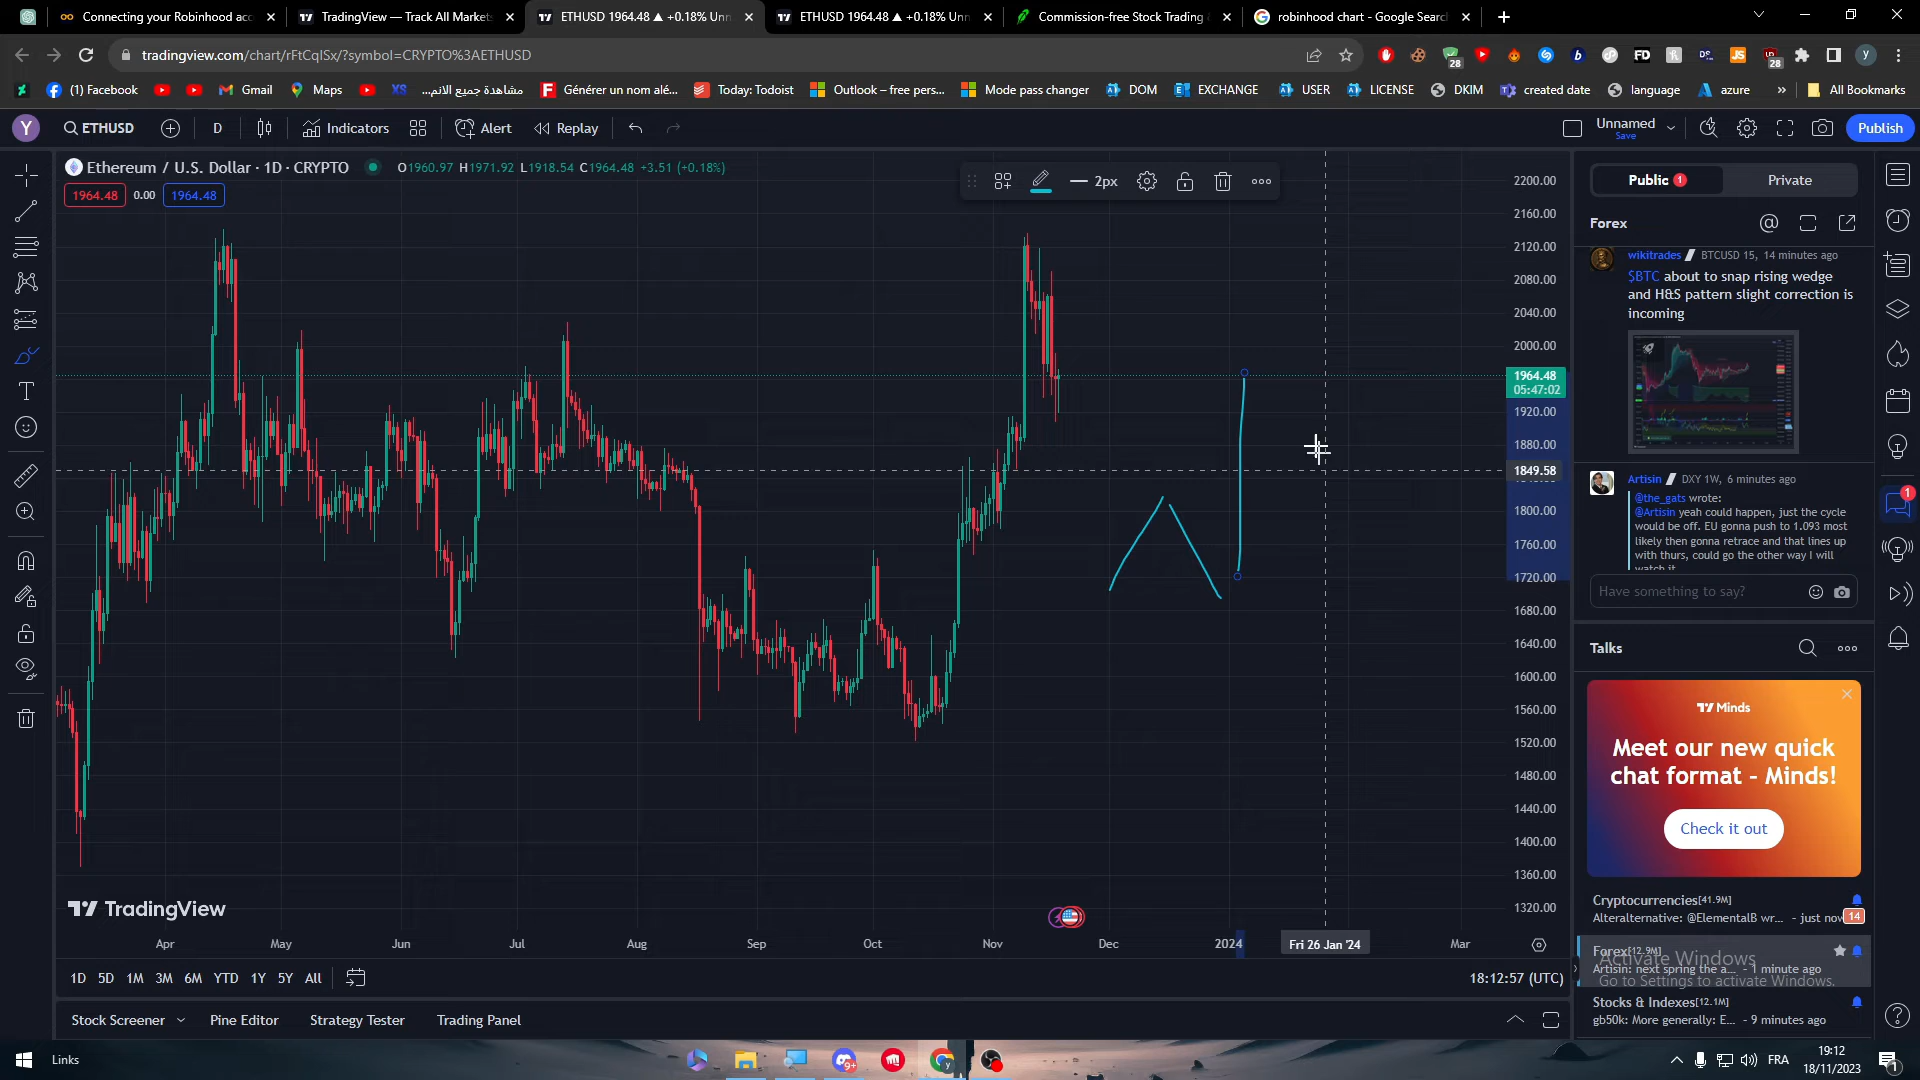 Connecting your Robinhood acc
TradingView — Track All Markets
ETHUSD 1964.48 ▲ +0.18% Unn
ETHUSD 1964.48 ▲ +0.18% Unn
Commission-free Stock Trading
robinhood chart - Google Search
tradingview.com/chart/rFtCqlSx/?symbol=CRYPTO%3AETHUSD
(1) Facebook
Gmail
Maps
XS
مشاهدة جميع الانم...
Générer un nom alé...
Today: Todoist
Outlook – free pers...
Mode pass changer
DOM
EXCHANGE
USER
LICENSE
DKIM
created date
language
azure
»
All Bookmarks
Y
ETHUSD
D
Indicators
Alert
Replay
Unnamed
Save
Publish
Ethereum / U.S. Dollar · 1D · CRYPTO
O1960.97 H1971.92 L1918.54 C1964.48 +3.51 (+0.18%)
1964.48 0.00 1964.48
2px
2200.00
2160.00
2120.00
2080.00
2040.00
2000.00
1964.48
05:47:02
1920.00
1880.00
1849.58
1800.00
1760.00
1720.00
1680.00
1640.00
1600.00
1560.00
1520.00
1480.00
1440.00
1400.00
1360.00
1320.00
TradingView
Apr May Jun Jul Aug Sep Oct Nov Dec 2024 Fri 26 Jan '24 Mar
1D 5D 1M 3M 6M YTD 1Y 5Y All
18:12:57 (UTC)
Stock Screener
Pine Editor
Strategy Tester
Trading Panel
Public 1
Private
Forex
wikitrades BTCUSD 15, 14 minutes ago
$BTC about to snap rising wedge
and H&S pattern slight correction is
incoming
Artisin DXY 1W, 6 minutes ago
@the_gats wrote:
@Artisin yeah could happen, just the cycle
would be off. EU gonna push to 1.093 most
likely then gonna retrace and that lines up
with thurs, could go the other way I will
watch it
Have something to say?
Talks
Minds
Meet our new quick
chat format – Minds!
Check it out
Cryptocurrencies[41.9M]
Alteralternative: @ElementalB wr... - just now
14
Forex[12.9M]
Artisin: next spring the a... - 1 minute ago
Activate Windows
Go to Settings to activate Windows.
Stocks & Indexes[12.1M]
gb50k: More generally: E... - 9 minutes ago
Links
FRA
19:12
18/11/2023